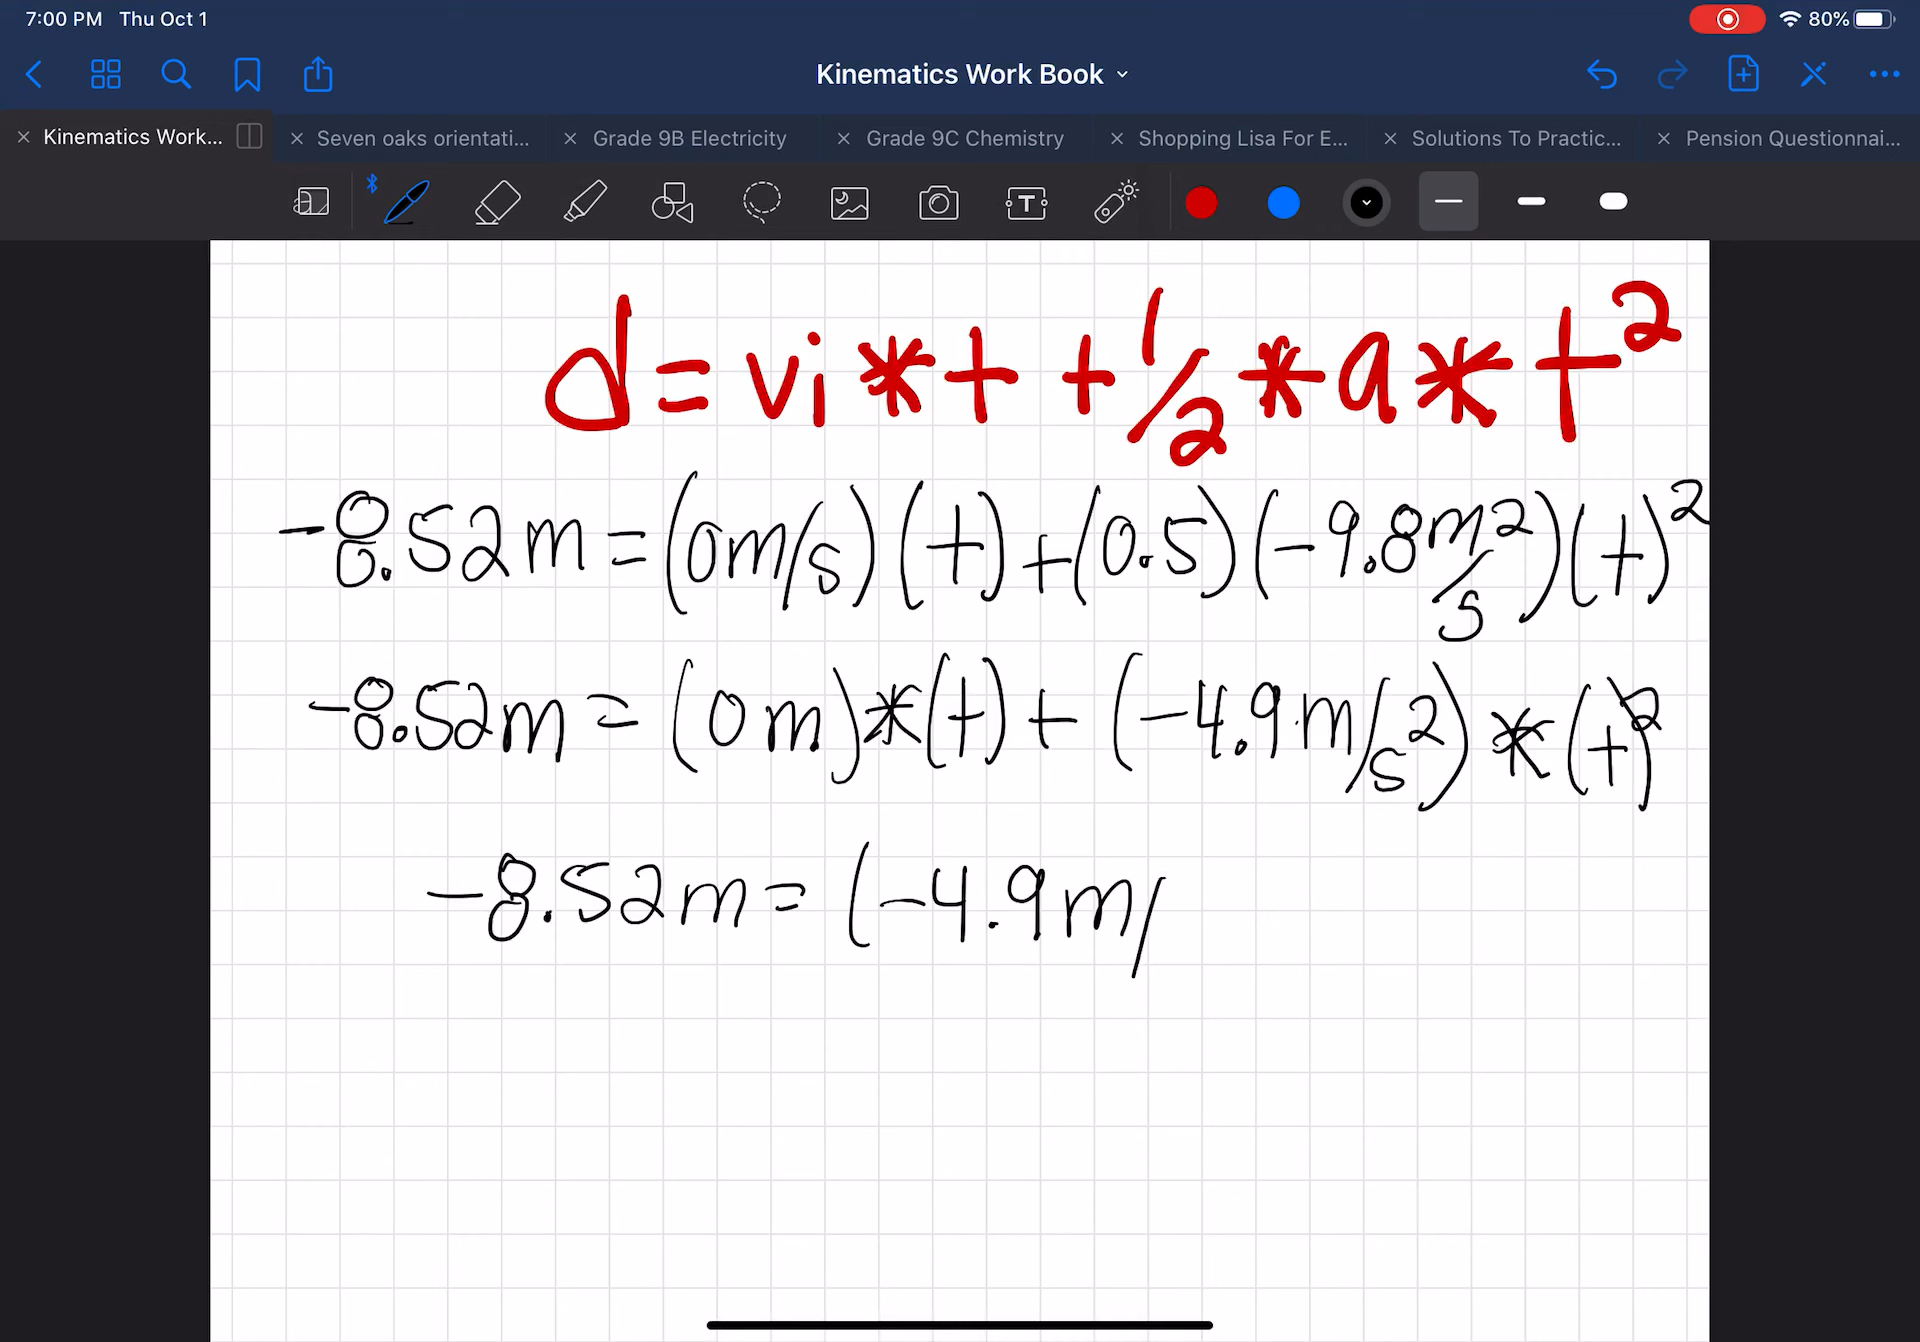 7:00 PM Thu Oct 1 80%
Kinematics Work Book
Kinematics Work... Seven oaks orientati... Grade 9B Electricity Grade 9C Chemistry Shopping Lisa For E... Solutions To Practic... Pension Questionnai...
d = vi * t + 1/2 * a * t²
-8.52m = (0m/s)(t) + (0.5)(-9.8m²/s)(t)²
-8.52m = (0m) * (t) + (-4.9m/s²) * (t)²
-8.52m = (-4.9m/